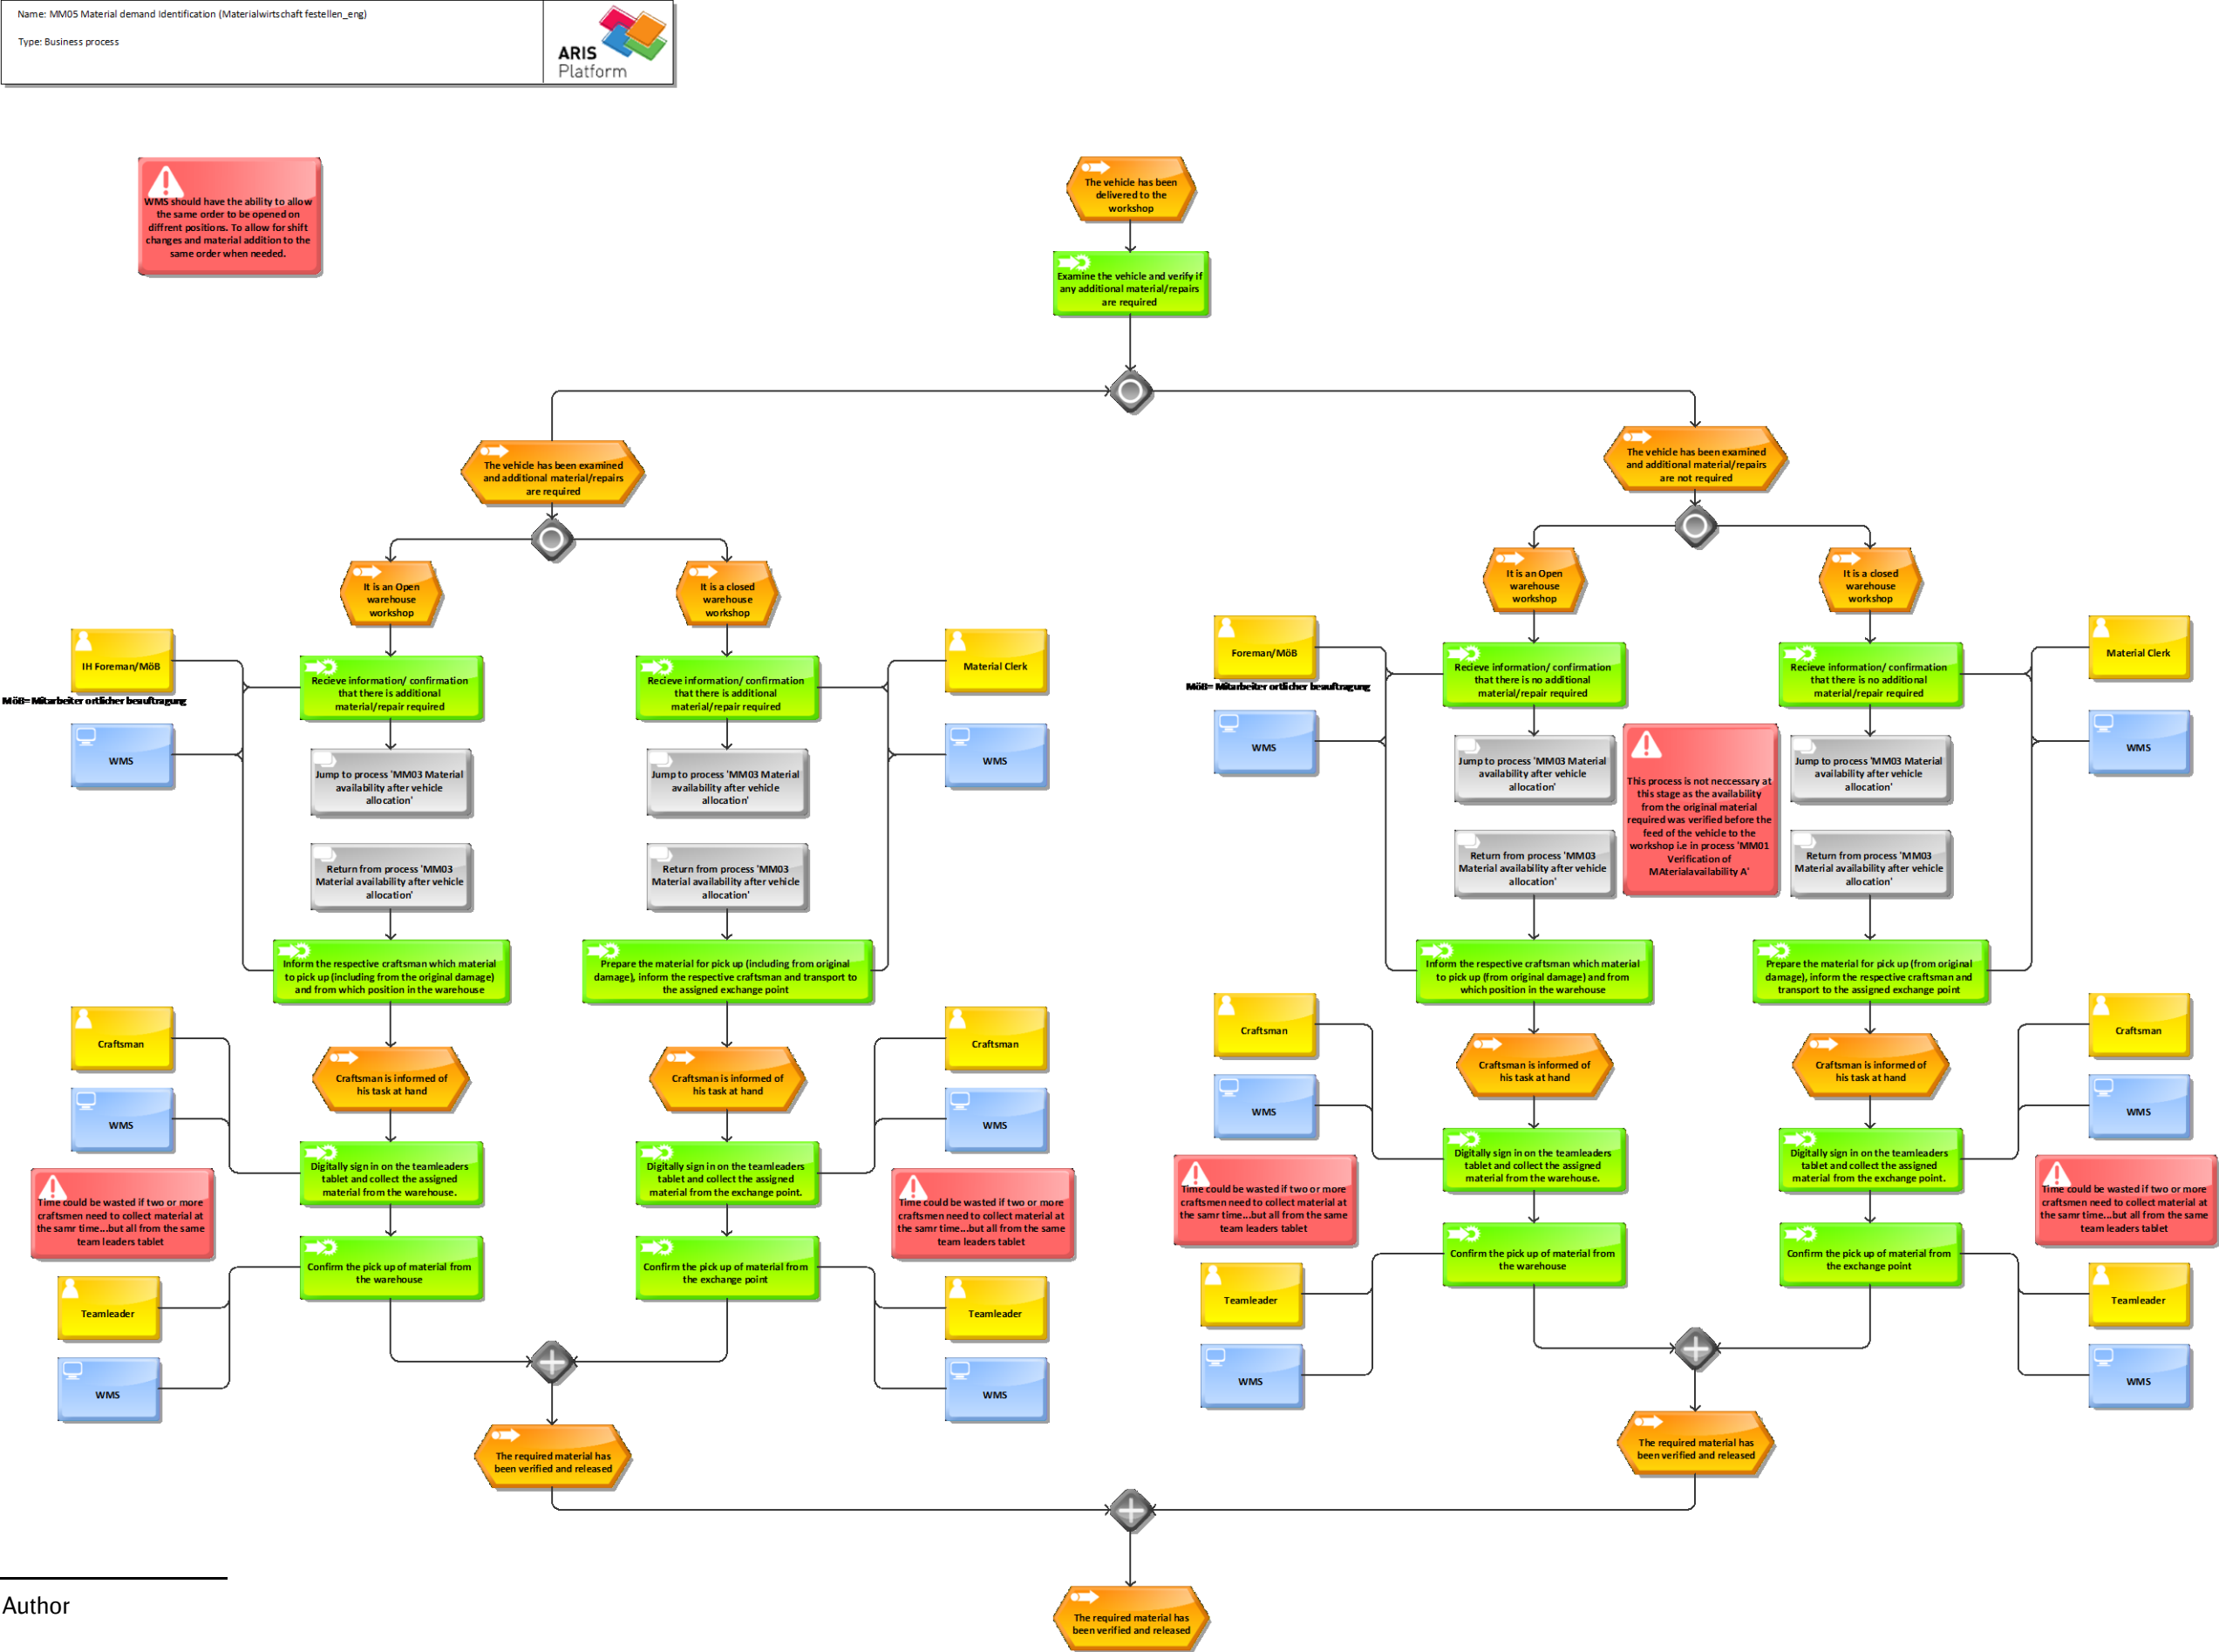 Name: MM05 Material demand identification (Materialwirtschaft festellen_eng)
Type: Business process
ARIS
Platform
WMS should have the ability to allow
the same order to be opened on
diffrent positions. To allow for shift
changes and material addition to the
same order when needed.
The vehicle has been
delivered to the
workshop
Examine the vehicle and verify if
any additional material/repairs
are required
The vehicle has been examined
and additional material/repairs
are required
The vehicle has been examined
and additional material/repairs
are not required
It is an Open
warehouse
workshop
It is a closed
warehouse
workshop
It is an Open
warehouse
workshop
It is a closed
warehouse
workshop
IH Foreman/MöB
MöB= Mitarbeiter ortlicher beauftragung
WMS
Recieve information/ confirmation
that there is additional
material/repair required
Recieve information/ confirmation
that there is additional
material/repair required
Material Clerk
WMS
Foreman/MöB
MöB= Mitarbeiter ortlicher beauftragung
WMS
Recieve information/ confirmation
that there is no additional
material/repair required
Recieve information/ confirmation
that there is no additional
material/repair required
Material Clerk
WMS
Jump to process 'MM03 Material
availability after vehicle
allocation'
Jump to process 'MM03 Material
availability after vehicle
allocation'
Jump to process 'MM03 Material
availability after vehicle
allocation'
This process is not neccessary at
this stage as the availability
from the original material
required was verified before the
feed of the vehicle to the
workshop i.e in process 'MM01
Verification of
MAterialavailability A'
Jump to process 'MM03 Material
availability after vehicle
allocation'
Return from process 'MM03
Material availability after vehicle
allocation'
Return from process 'MM03
Material availability after vehicle
allocation'
Return from process 'MM03
Material availability after vehicle
allocation'
Return from process 'MM03
Material availability after vehicle
allocation'
Inform the respective craftsman which material
to pick up (including from the original damage)
and from which position in the warehouse
Prepare the material for pick up (including from original
damage), inform the respective craftsman and transport to
the assigned exchange point
Inform the respective craftsman which material
to pick up (from original damage) and from
which position in the warehouse
Prepare the material for pick up (from original
damage), inform the respective craftsman and
transport to the assigned exchange point
Craftsman
WMS
Craftsman is informed of
his task at hand
Craftsman is informed of
his task at hand
Craftsman
WMS
Craftsman
WMS
Craftsman is informed of
his task at hand
Craftsman is informed of
his task at hand
Craftsman
WMS
Time could be wasted if two or more
craftsmen need to collect material at
the samr time...but all from the same
team leaders tablet
Digitally sign in on the teamleaders
tablet and collect the assigned
material from the warehouse.
Digitally sign in on the teamleaders
tablet and collect the assigned
material from the exchange point.
Time could be wasted if two or more
craftsmen need to collect material at
the samr time...but all from the same
team leaders tablet
Time could be wasted if two or more
craftsmen need to collect material at
the samr time...but all from the same
team leaders tablet
Digitally sign in on the teamleaders
tablet and collect the assigned
material from the warehouse.
Digitally sign in on the teamleaders
tablet and collect the assigned
material from the exchange point.
Time could be wasted if two or more
craftsmen need to collect material at
the samr time...but all from the same
team leaders tablet
Confirm the pick up of material from
the warehouse
Confirm the pick up of material from
the exchange point
Confirm the pick up of material from
the warehouse
Confirm the pick up of material from
the exchange point
Teamleader
WMS
Teamleader
WMS
Teamleader
WMS
Teamleader
WMS
The required material has
been verified and released
The required material has
been verified and released
The required material has
been verified and released
Author